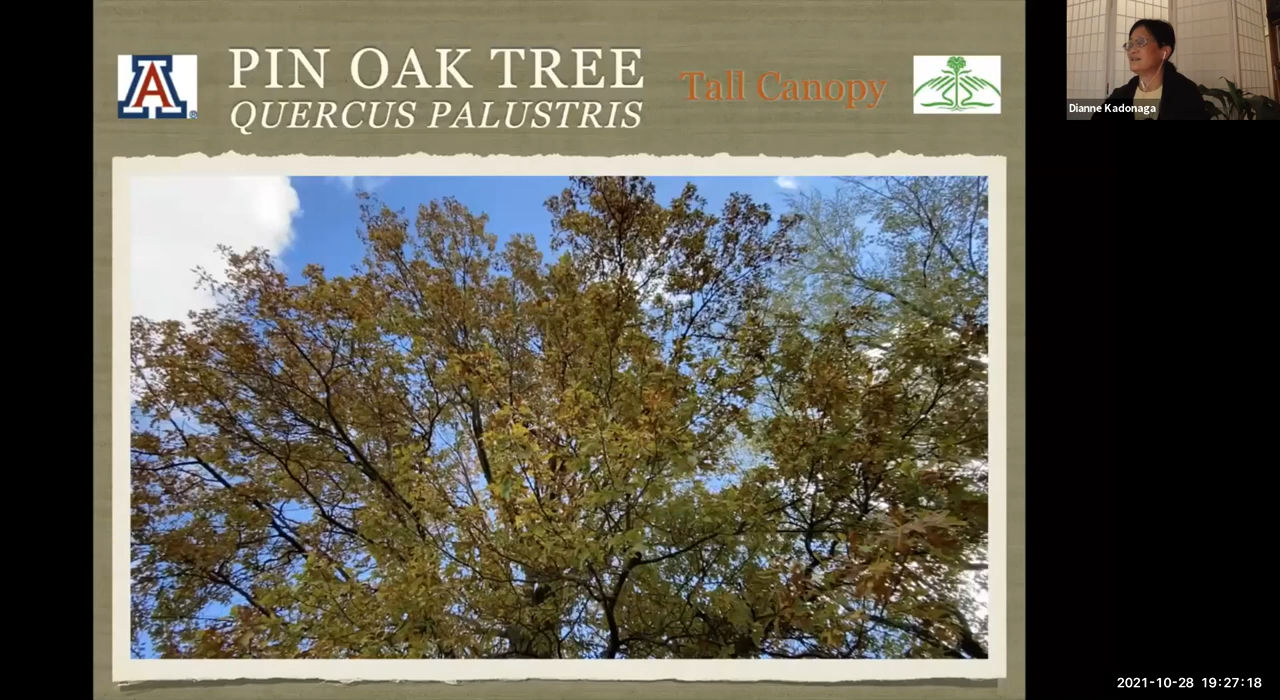 A
PIN OAK TREE
QUERCUS PALUSTRIS
Tall Canopy
Dianne Kadonaga
2021-10-28 19:27:18